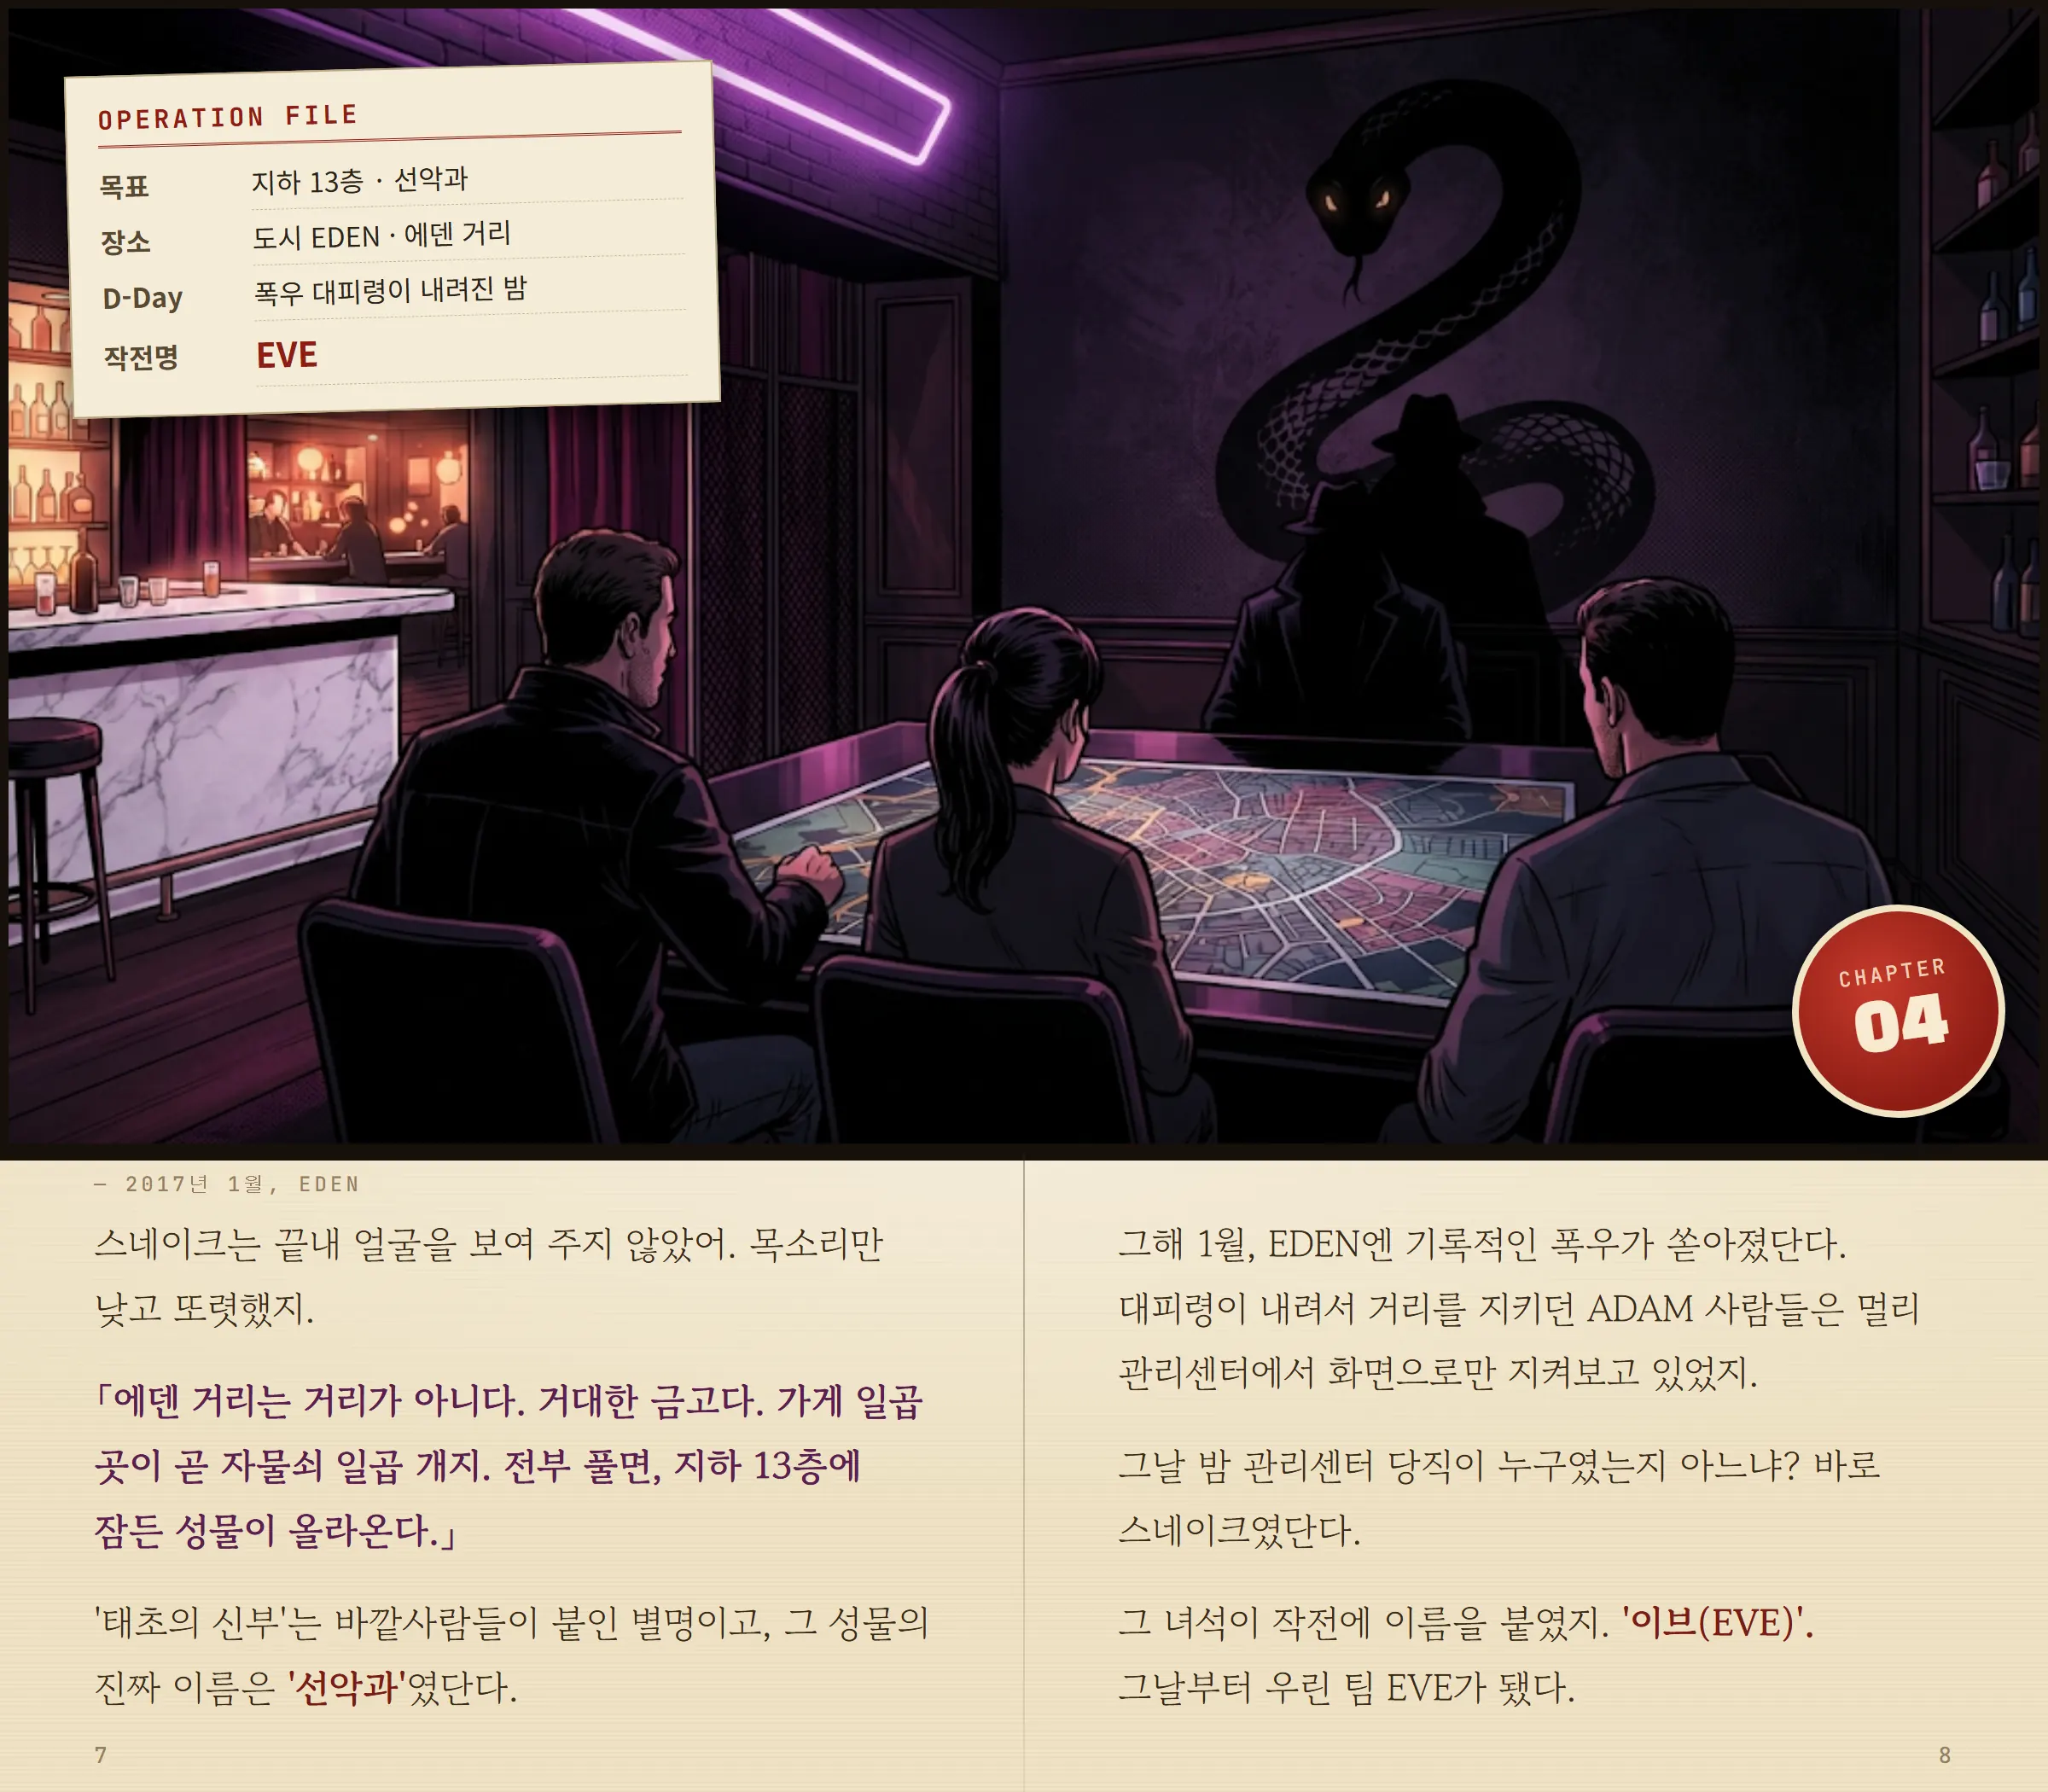 OPERATION FILE
목표 지하 13층 · 선악과
장소 도시 EDEN · 에덴 거리
D-Day 폭우 대피령이 내려진 밤
작전명 EVE
CHAPTER
04
— 2017년 1월, EDEN
스네이크는 끝내 얼굴을 보여 주지 않았어. 목소리만
낮고 또렷했지.
「에덴 거리는 거리가 아니다. 거대한 금고다. 가게 일곱
곳이 곧 자물쇠 일곱 개지. 전부 풀면, 지하 13층에
잠든 성물이 올라온다.」
'태초의 신부'는 바깥사람들이 붙인 별명이고, 그 성물의
진짜 이름은 '선악과'였단다.
7
그해 1월, EDEN엔 기록적인 폭우가 쏟아졌단다.
대피령이 내려서 거리를 지키던 ADAM 사람들은 멀리
관리센터에서 화면으로만 지켜보고 있었지.
그날 밤 관리센터 당직이 누구였는지 아느냐? 바로
스네이크였단다.
그 녀석이 작전에 이름을 붙였지. '이브(EVE)'.
그날부터 우린 팀 EVE가 됐다.
8